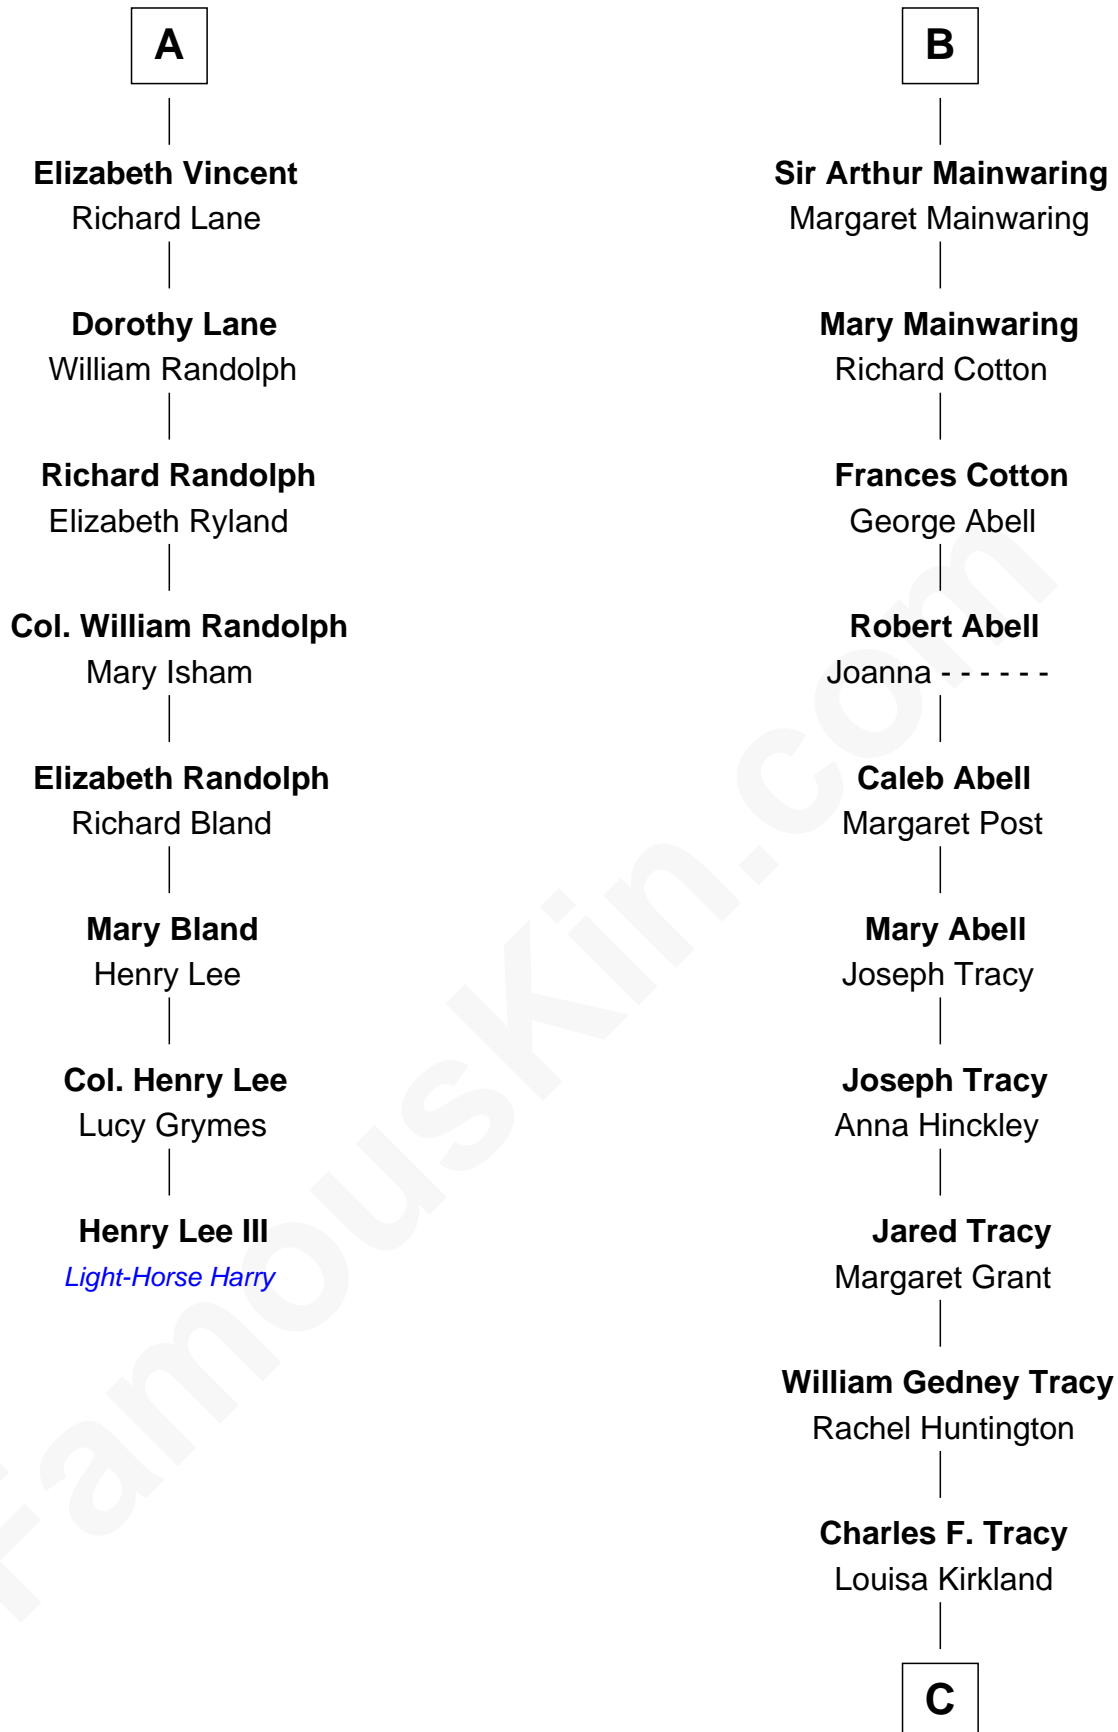 A
Elizabeth Vincent
Richard Lane
Dorothy Lane
William Randolph
Richard Randolph
Elizabeth Ryland
Col. William Randolph
Mary Isham
Elizabeth Randolph
Richard Bland
Mary Bland
Henry Lee
Col. Henry Lee
Lucy Grymes
Henry Lee III
Light-Horse Harry
B
Sir Arthur Mainwaring
Margaret Mainwaring
Mary Mainwaring
Richard Cotton
Frances Cotton
George Abell
Robert Abell
Joanna - - - - - -
Caleb Abell
Margaret Post
Mary Abell
Joseph Tracy
Joseph Tracy
Anna Hinckley
Jared Tracy
Margaret Grant
William Gedney Tracy
Rachel Huntington
Charles F. Tracy
Louisa Kirkland
C
FamousKin.com